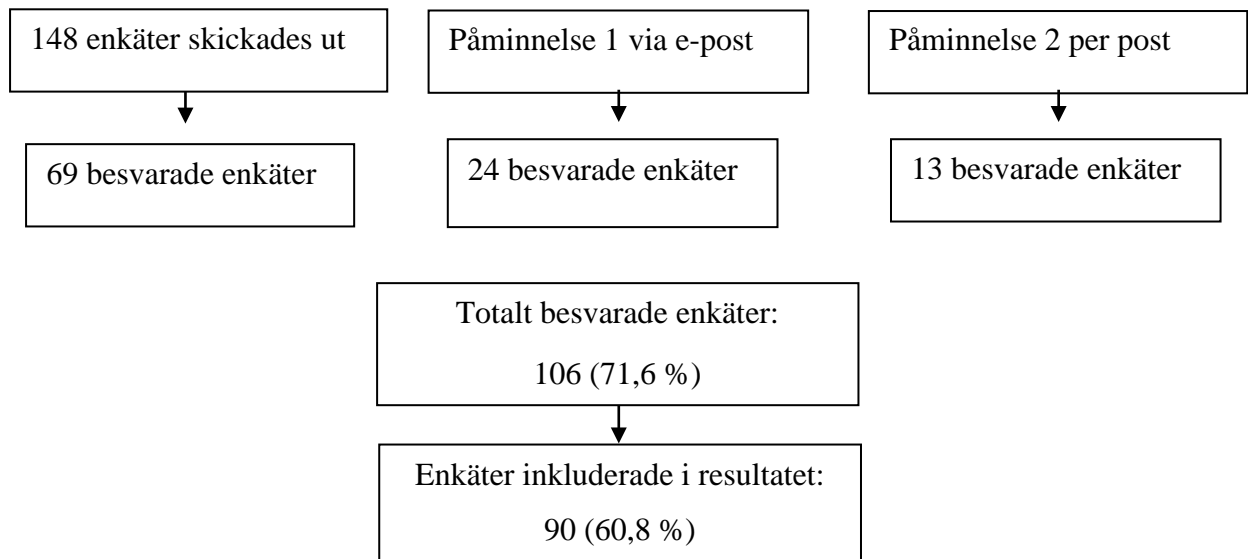 148 enkäter skickades ut
Påminnelse 1 via e-post
Påminnelse 2 per post
69 besvarade enkäter
24 besvarade enkäter
13 besvarade enkäter
Totalt besvarade enkäter:
106 (71,6 %)
Enkäter inkluderade i resultatet:
90 (60,8 %)